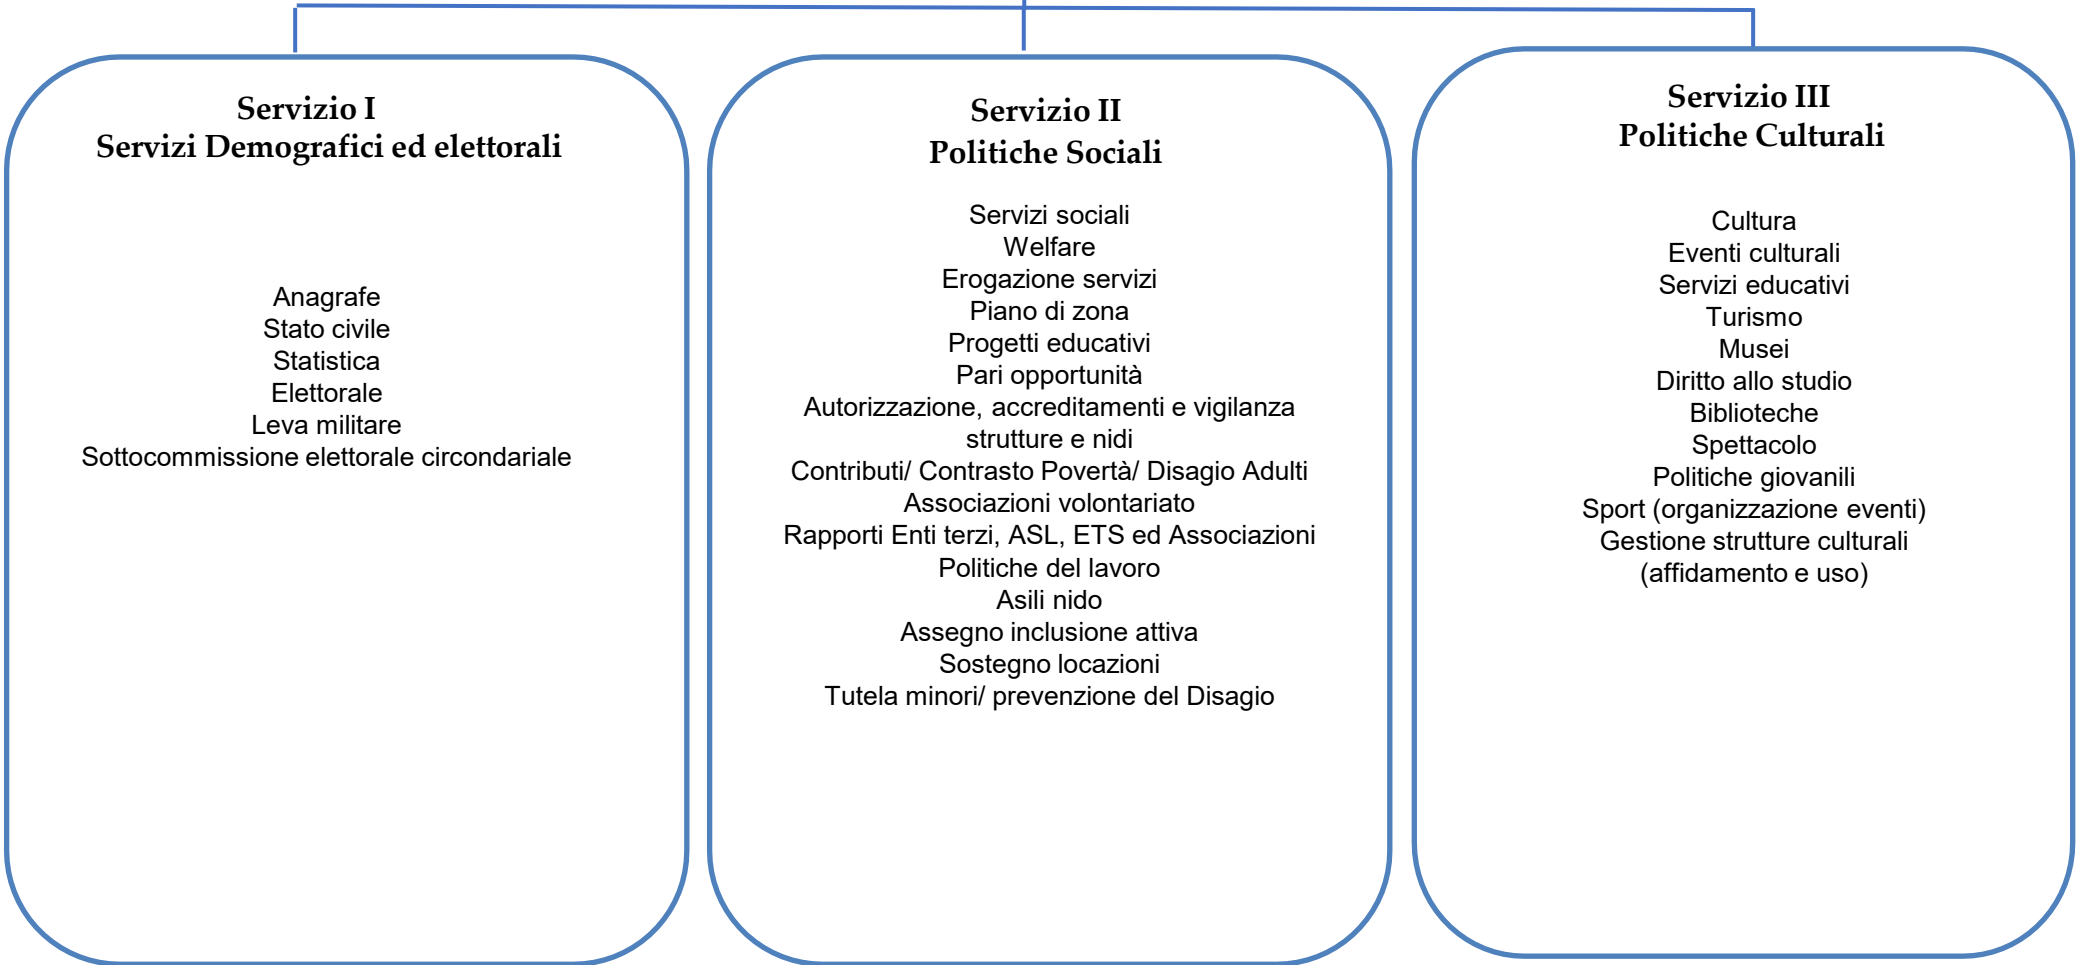 Servizio I
Servizi Demografici ed elettorali
Anagrafe
Stato civile
Statistica
Elettorale
Leva militare
Sottocommissione elettorale circondariale
Servizio II
Politiche Sociali
Servizi sociali
Welfare
Erogazione servizi
Piano di zona
Progetti educativi
Pari opportunità
Autorizzazione, accreditamenti e vigilanza
strutture e nidi
Contributi/ Contrasto Povertà/ Disagio Adulti
Associazioni volontariato
Rapporti Enti terzi, ASL, ETS ed Associazioni
Politiche del lavoro
Asili nido
Assegno inclusione attiva
Sostegno locazioni
Tutela minori/ prevenzione del Disagio
Servizio III
Politiche Culturali
Cultura
Eventi culturali
Servizi educativi
Turismo
Musei
Diritto allo studio
Biblioteche
Spettacolo
Politiche giovanili
Sport (organizzazione eventi)
Gestione strutture culturali
(affidamento e uso)